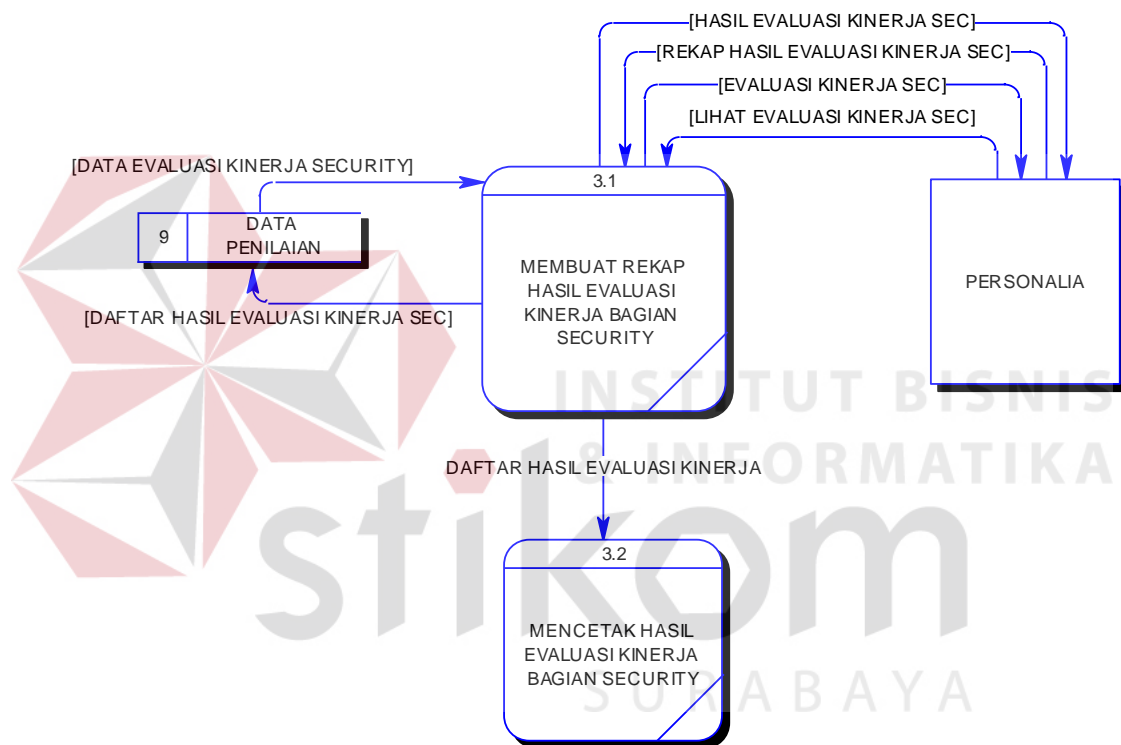 [HASIL EVALUASI KINERJA SEC]
[REKAP HASIL EVALUASI KINERJA SEC]
[EVALUASI KINERJA SEC]
[LIHAT EVALUASI KINERJA SEC]
[DATA EVALUASI KINERJA SECURITY]
3.1
9
DATA
PENILAIAN
MEMBUAT REKAP
HASIL EVALUASI
KINERJA BAGIAN
SECURITY
PERSONALIA
[DAFTAR HASIL EVALUASI KINERJA SEC]
INSTITUT BISNIS
& INFORMATIKA
DAFTAR HASIL EVALUASI KINERJA
stikom
3.2
MENCETAK HASIL
EVALUASI KINERJA
BAGIAN SECURITY
SURABAYA